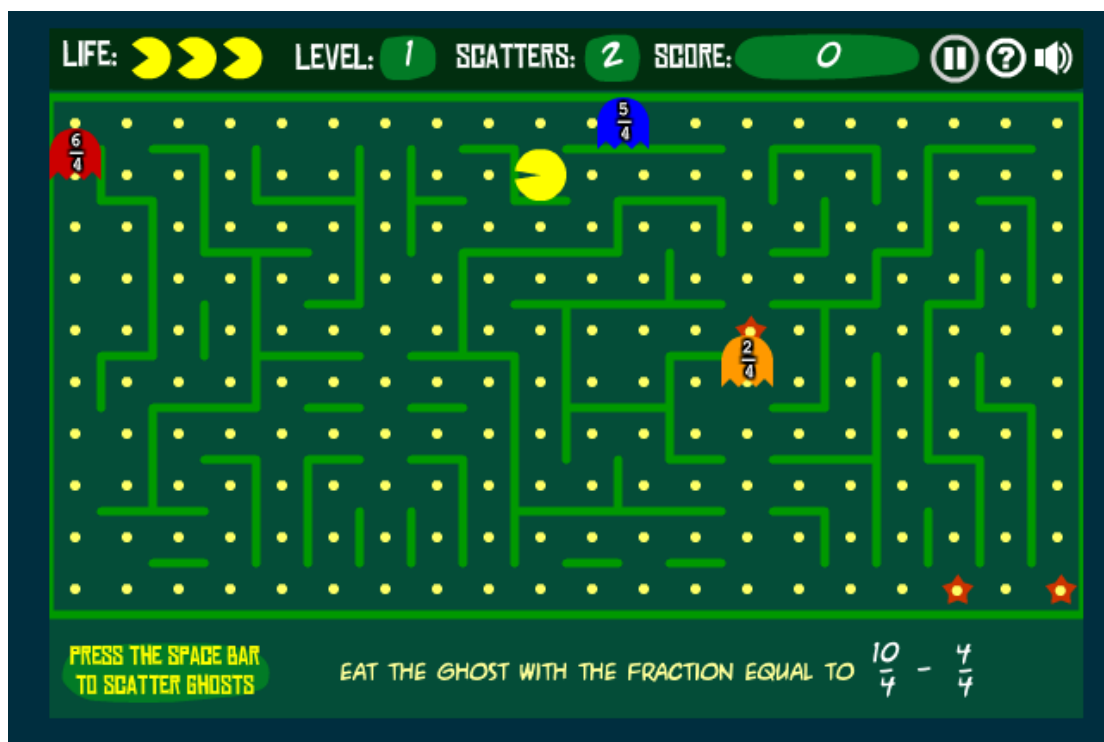 LIFE: LEVEL: 1 SCATTERS: 2 SCORE: 0 ?
5/4
6/4
2/4
PRESS THE SPACE BAR
TO SCATTER GHOSTS
EAT THE GHOST WITH THE FRACTION EQUAL TO 10/4 - 4/4